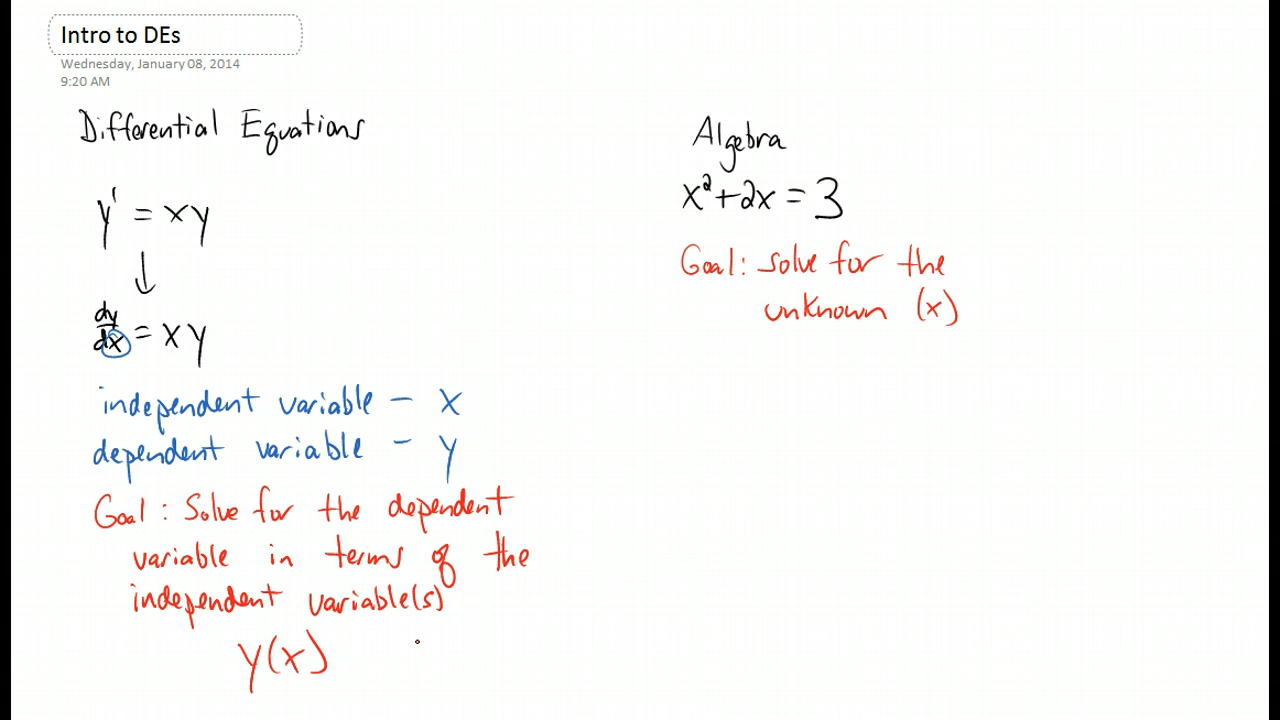 Intro to DEs
Wednesday, January 08, 2014
9:20 AM
Differential Equations
y' = xy
↓
dy/dx = xy
independent variable - x
dependent variable - y
Goal: Solve for the dependent
variable in terms of the
independent variable(s)
y(x)
Algebra
x² + 2x = 3
Goal: solve for the
unknown (x)